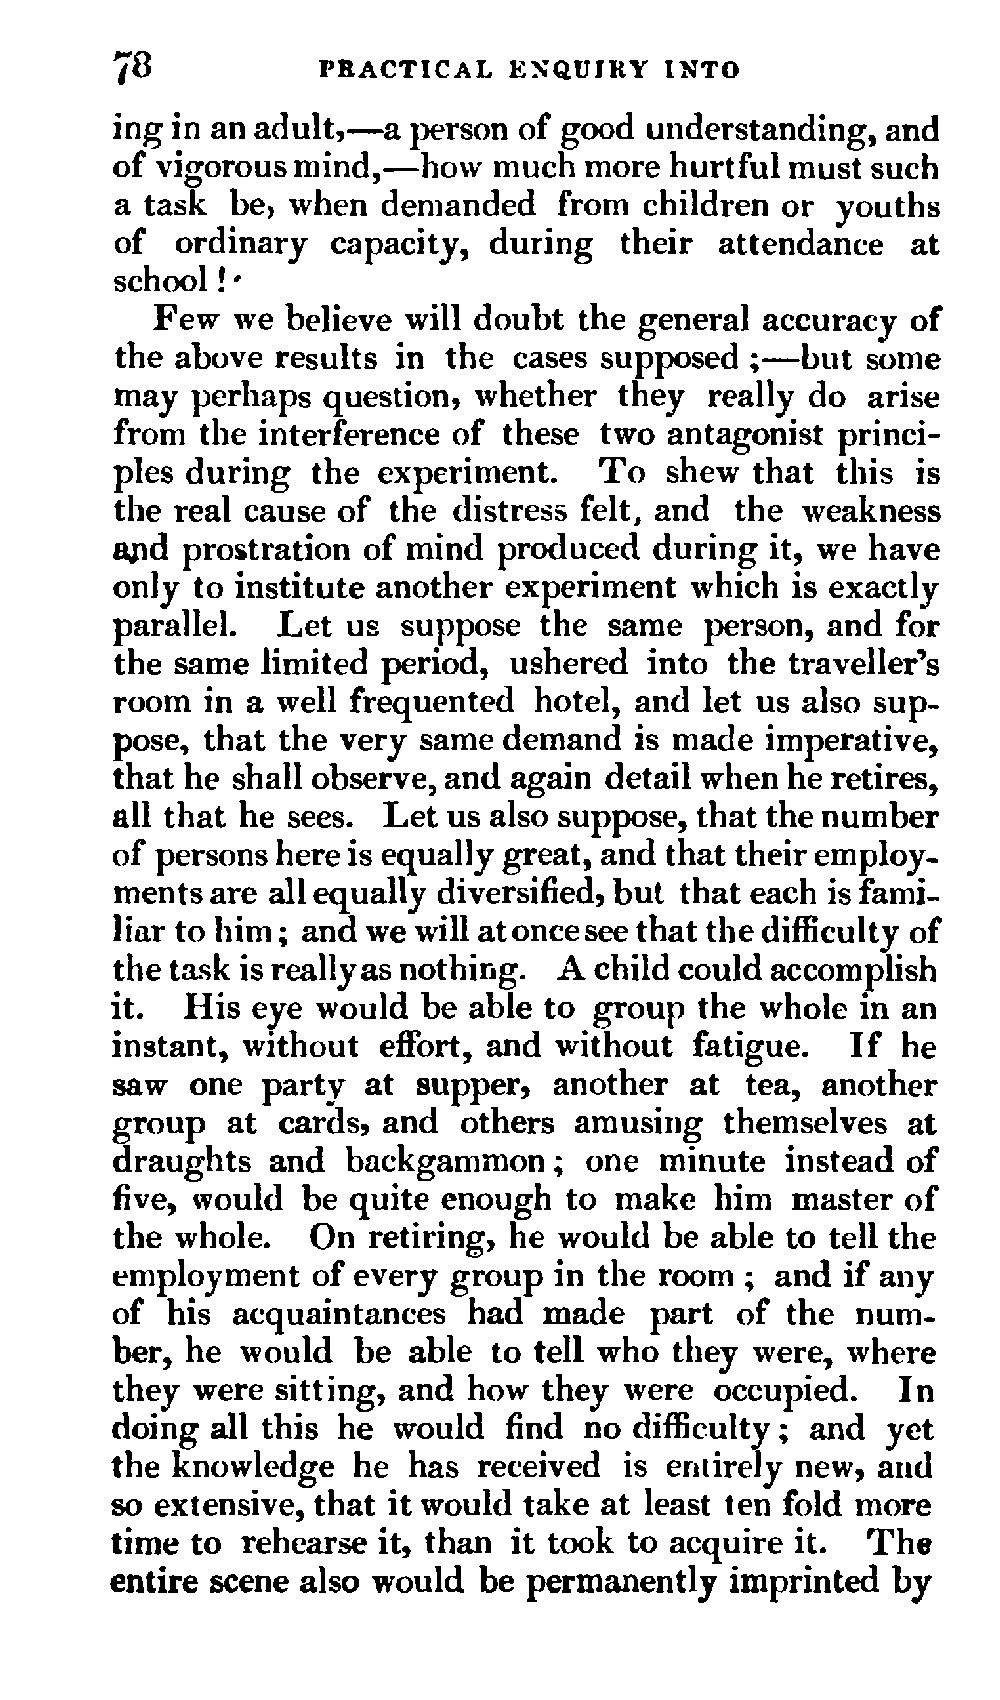 78 PRACTICAL ENQUIRY INTO
ing in an adult,—a person of good understanding, and
of vigorous mind,—how much more hurtful must such
a task be, when demanded from children or youths
of ordinary capacity, during their attendance at
school!
Few we believe will doubt the general accuracy of
the above results in the cases supposed;—but some
may perhaps question, whether they really do arise
from the interference of these two antagonist princi-
ples during the experiment. To shew that this is
the real cause of the distress felt, and the weakness
and prostration of mind produced during it, we have
only to institute another experiment which is exactly
parallel. Let us suppose the same person, and for
the same limited period, ushered into the traveller's
room in a well frequented hotel, and let us also sup-
pose, that the very same demand is made imperative,
that he shall observe, and again detail when he retires,
all that he sees. Let us also suppose, that the number
of persons here is equally great, and that their employ-
ments are all equally diversified, but that each is fami-
liar to him; and we will at once see that the difficulty of
the task is really as nothing. A child could accomplish
it. His eye would be able to group the whole in an
instant, without effort, and without fatigue. If he
saw one party at supper, another at tea, another
group at cards, and others amusing themselves at
draughts and backgammon; one minute instead of
five, would be quite enough to make him master of
the whole. On retiring, he would be able to tell the
employment of every group in the room; and if any
of his acquaintances had made part of the num-
ber, he would be able to tell who they were, where
they were sitting, and how they were occupied. In
doing all this he would find no difficulty; and yet
the knowledge he has received is entirely new, and
so extensive, that it would take at least ten fold more
time to rehearse it, than it took to acquire it. The
entire scene also would be permanently imprinted by